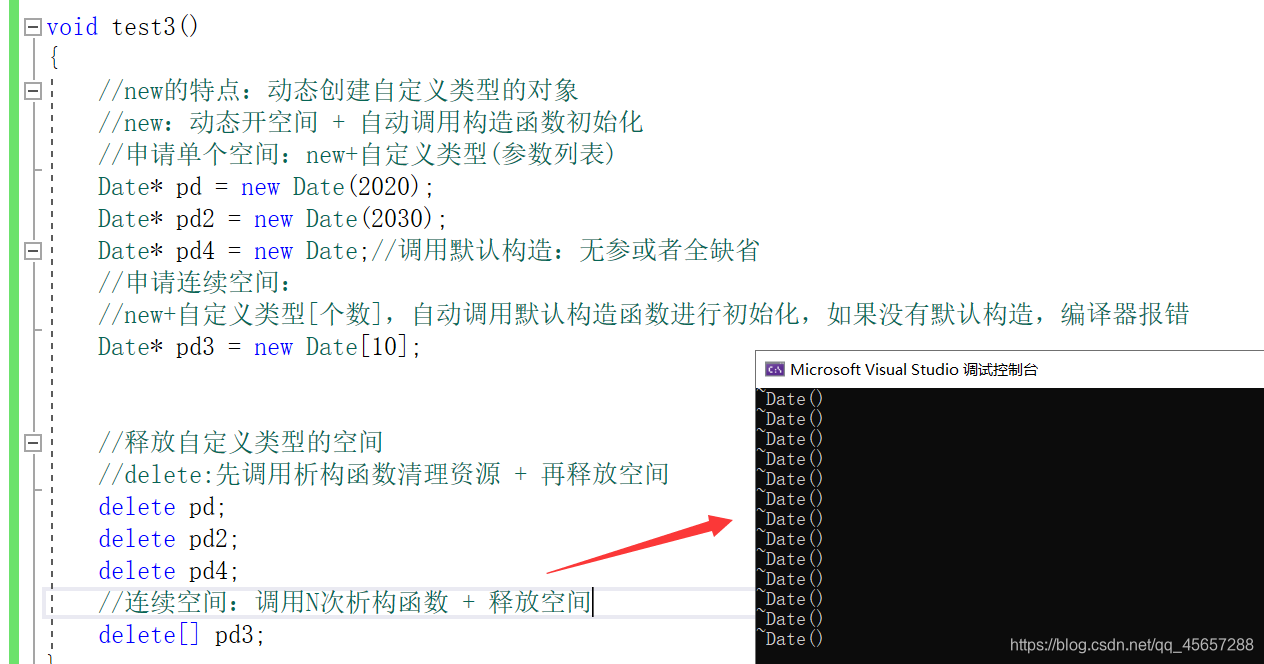 void test3()
{
//new的特点：动态创建自定义类型的对象
//new：动态开空间 + 自动调用构造函数初始化
//申请单个空间：new+自定义类型(参数列表)
Date* pd = new Date(2020);
Date* pd2 = new Date(2030);
Date* pd4 = new Date;//调用默认构造：无参或者全缺省
//申请连续空间：
//new+自定义类型[个数]，自动调用默认构造函数进行初始化，如果没有默认构造，编译器报错
Date* pd3 = new Date[10];
//释放自定义类型的空间
//delete:先调用析构函数清理资源 + 再释放空间
delete pd;
delete pd2;
delete pd4;
//连续空间：调用N次析构函数 + 释放空间
delete[] pd3;
}
Microsoft Visual Studio 调试控制台
~Date()
~Date()
~Date()
~Date()
~Date()
~Date()
~Date()
~Date()
~Date()
~Date()
~Date()
~Date()
~Date()
https://blog.csdn.net/qq_45657288